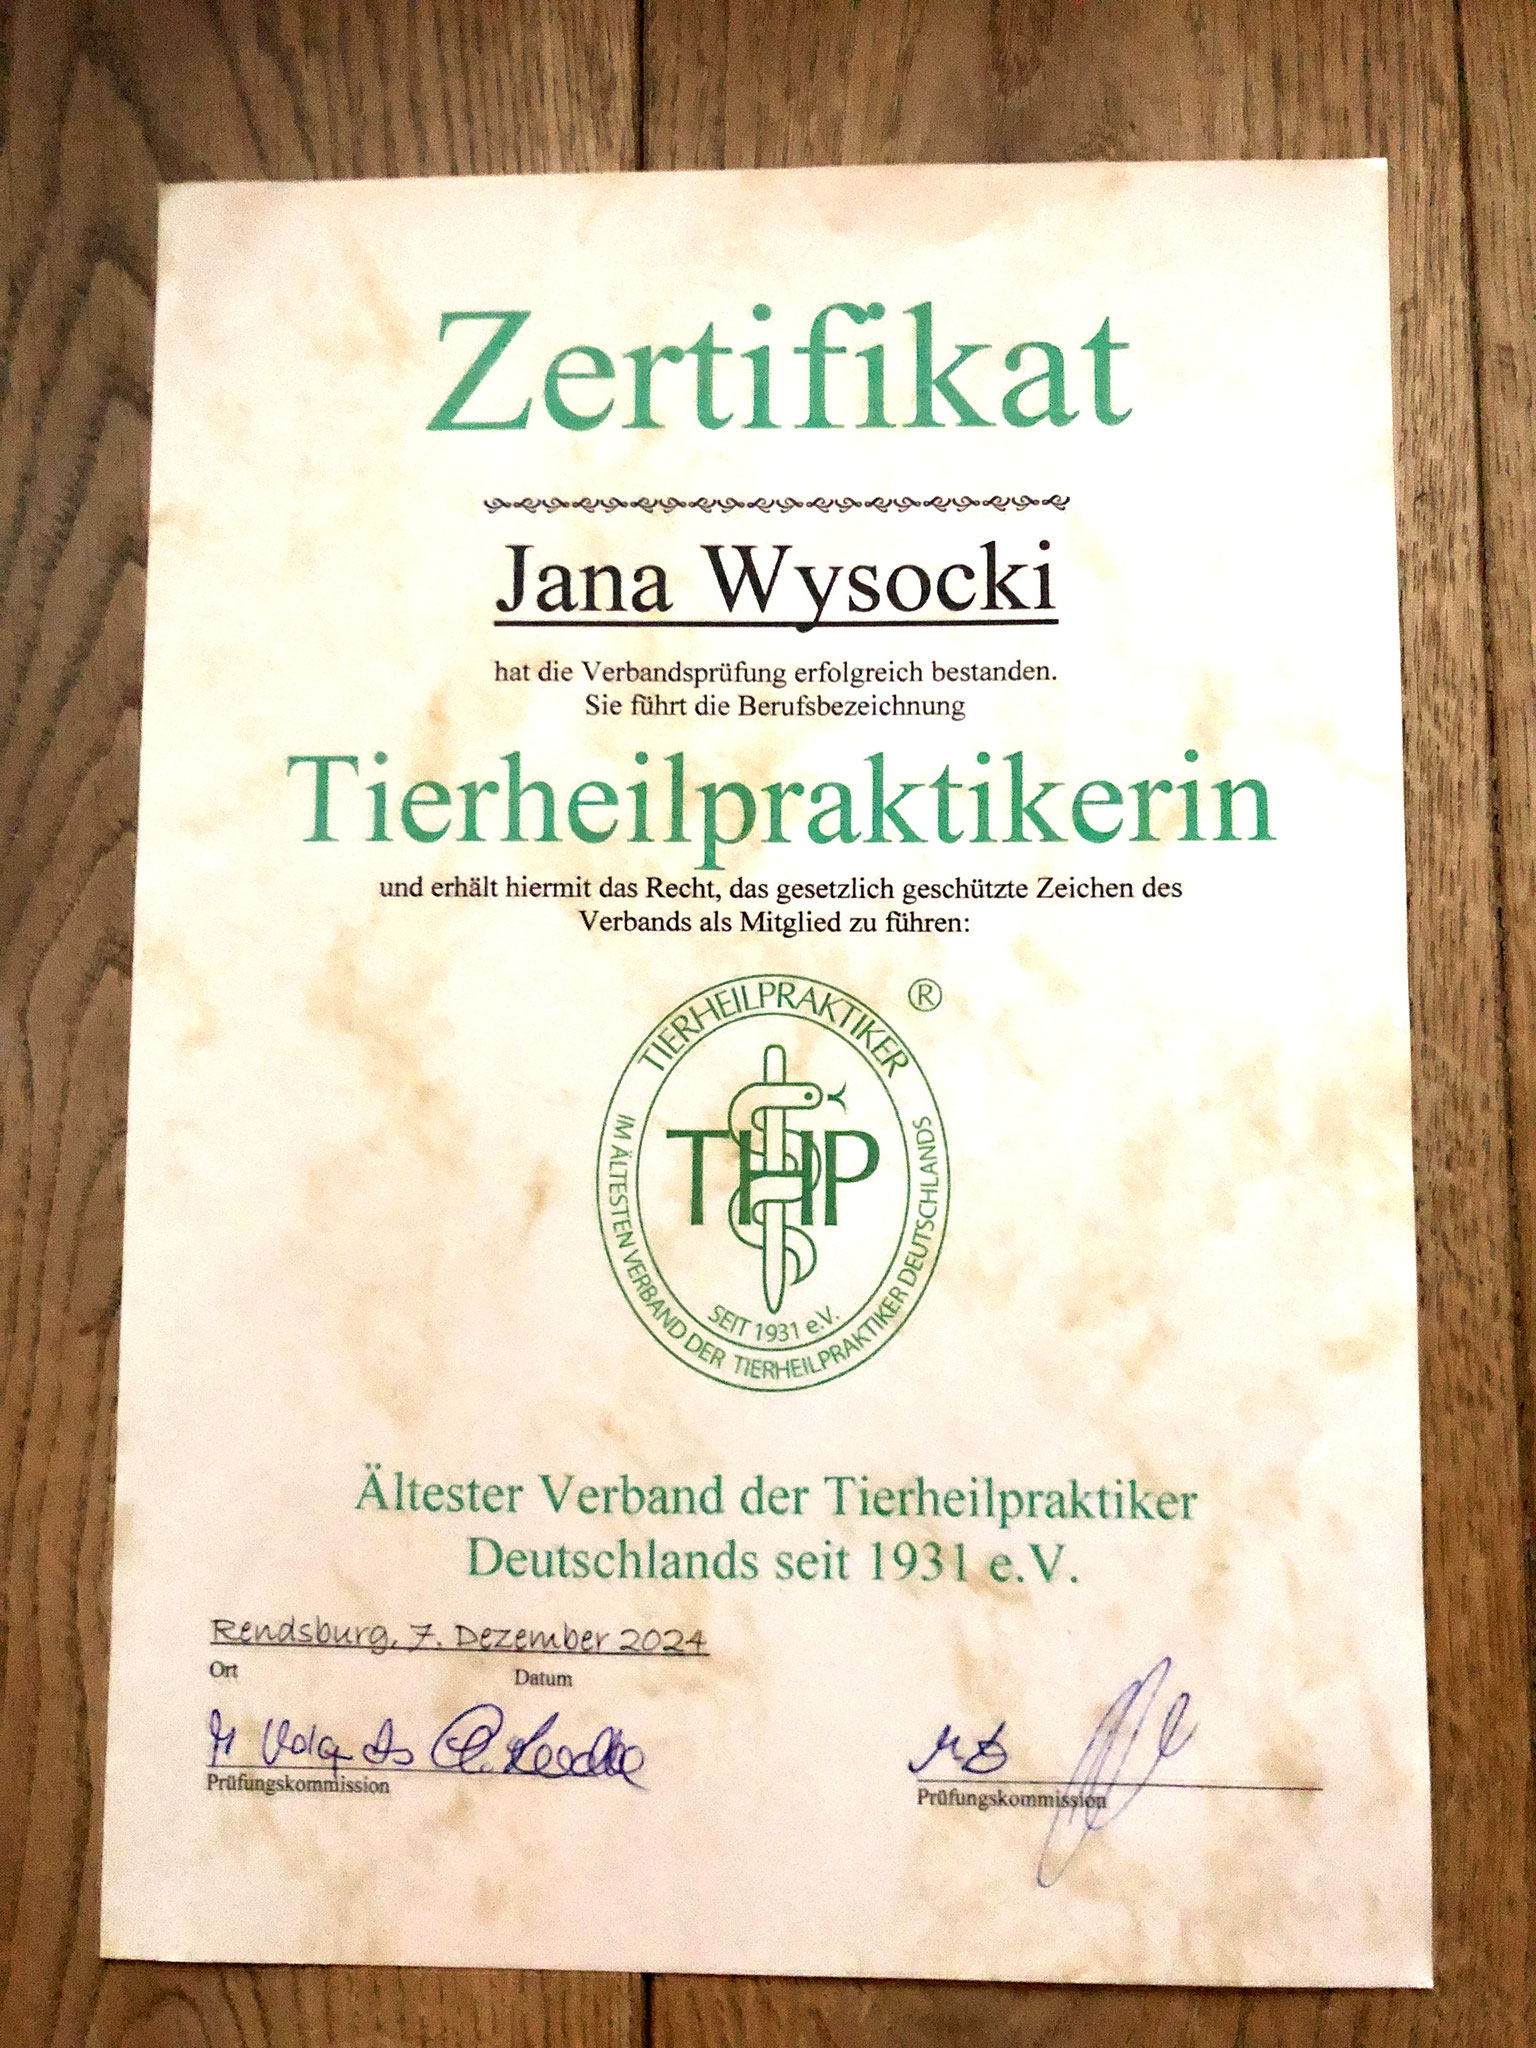 Zertifikat
Jana Wysocki
hat die Verbandsprüfung erfolgreich bestanden.
Sie führt die Berufsbezeichnung
Tierheilpraktikerin
und erhält hiermit das Recht, das gesetzlich geschützte Zeichen des
Verbands als Mitglied zu führen:
TIERHEILPRAKTIKER
®
THP
SEIT 1931 e.V.
IM ÄLTESTEN VERBAND DER TIERHEILPRAKTIKER DEUTSCHLANDS
Ältester Verband der Tierheilpraktiker
Deutschlands seit 1931 e.V.
Rendsburg, 7. Dezember 2024
Ort Datum
Prüfungskommission
Prüfungskommission